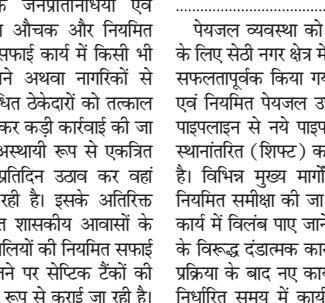 जनप्रतिनिधियों एवं
औचक और नियमित
सफाई कार्य में किसी भी
अथवा नागरिकों से
ठेकेदारों को तत्काल
कर कड़ी कार्रवाई की जा
अस्थायी रूप से एकत्रित
प्रतिदिन उठाव कर वहां
रही है। इसके अतिरिक्त
शासकीय आवासों के
नियमित सफाई
पर सेप्टिक टैंकों की
रूप से कराई जा रही है।
....................................
पेयजल व्यवस्था को
के लिए सेठी नगर क्षेत्र में
सफलतापूर्वक किया
एवं नियमित पेयजल
पाइपलाइन से नये
स्थानांतरित (शिफ्ट)
है। विभिन्न मुख्य मार्गों
नियमित समीक्षा की जा
कार्य में विलंब पाए जाने
के विरूद्ध दंडात्मक
प्रक्रिया के बाद नए
निर्धारित समय में